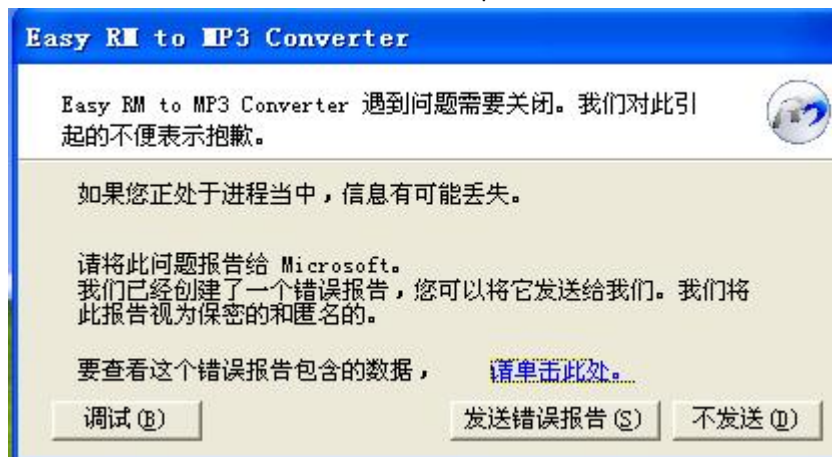 Easy RM to MP3 Converter
Easy RM to MP3 Converter 遇到问题需要关闭。我们对此引
起的不便表示抱歉。
如果您正处于进程当中，信息有可能丢失。
请将此问题报告给 Microsoft。
我们已经创建了一个错误报告，您可以将它发送给我们。我们将
此报告视为保密的和匿名的。
要查看这个错误报告包含的数据， 请单击此处。
调试(B) 发送错误报告(S) 不发送(D)